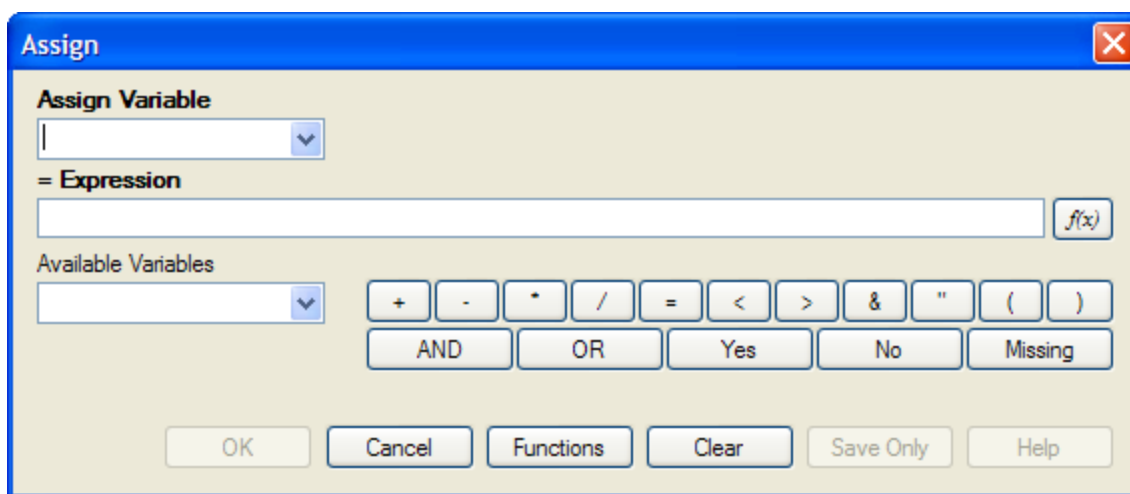 Assign
Assign Variable
= Expression
f(x)
Available Variables
+ - * / = < > & " ( )
AND OR Yes No Missing
OK Cancel Functions Clear Save Only Help